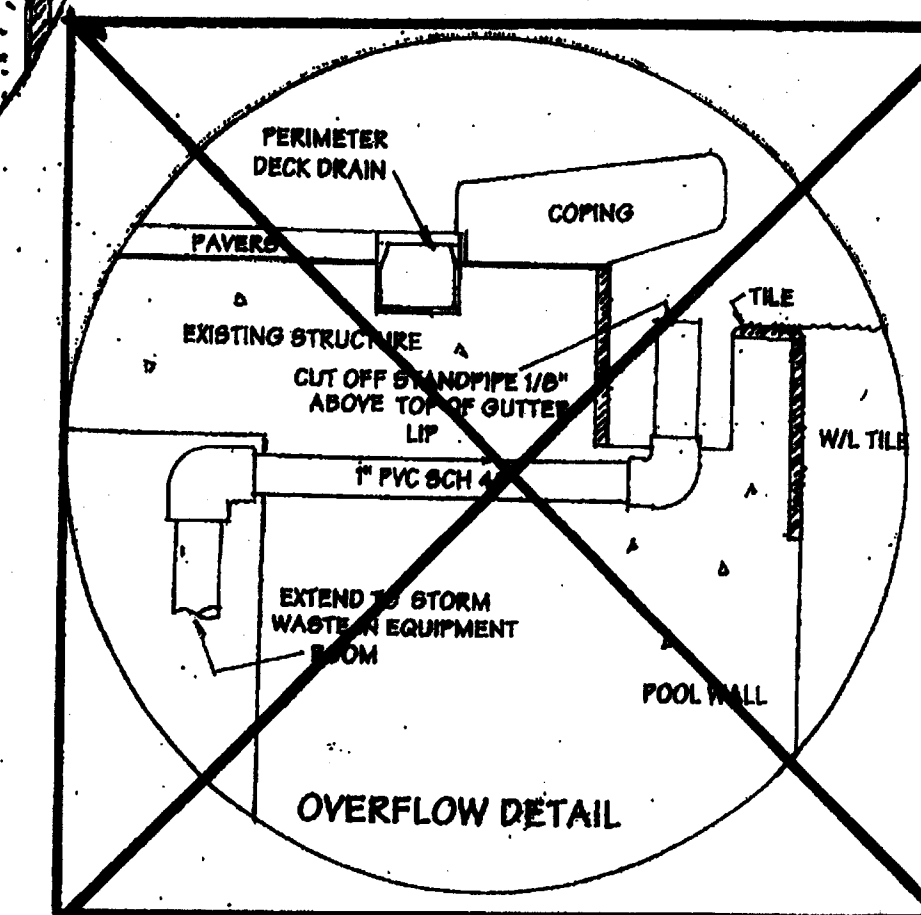 PERIMETER
DECK DRAIN
COPING
PAVERS
TILE
EXISTING STRUCTURE
CUT OFF STANDPIPE 1/8"
ABOVE TOP OF GUTTER
LIP
W/L TILE
1" PVC SCH
EXTEND TO STORM
WASTE IN EQUIPMENT
ROOM
POOL WALL
OVERFLOW DETAIL